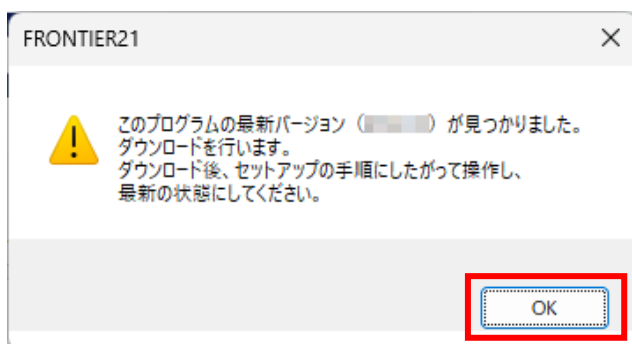 FRONTIER21
このプログラムの最新バージョン（ ）が見つかりました。
ダウンロードを行います。
ダウンロード後、セットアップの手順にしたがって操作し、
最新の状態にしてください。
OK